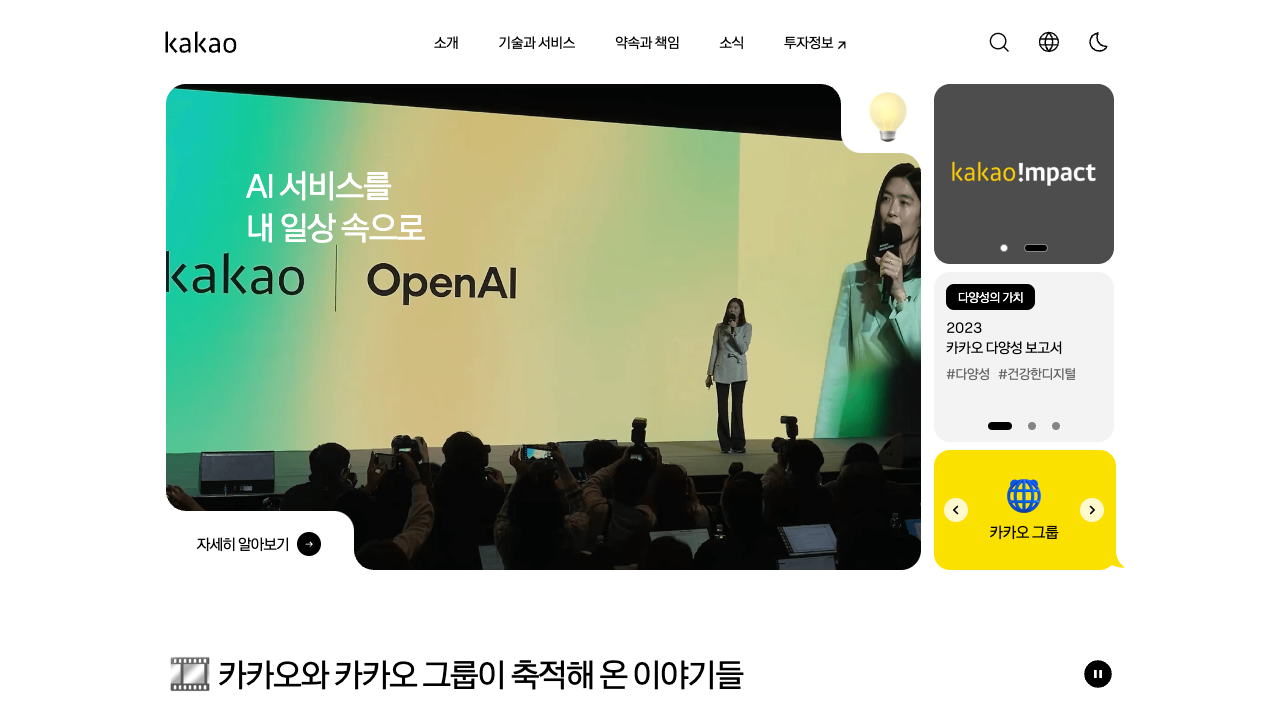 kakao
소개
기술과 서비스
약속과 책임
소식
투자정보
AI 서비스를
내 일상 속으로
kakao
OpenAI
자세히 알아보기
kakao!mpact
다양성의 가치
2023
카카오 다양성 보고서
#다양성 #건강한디지털
카카오 그룹
카카오와 카카오 그룹이 축적해 온 이야기들